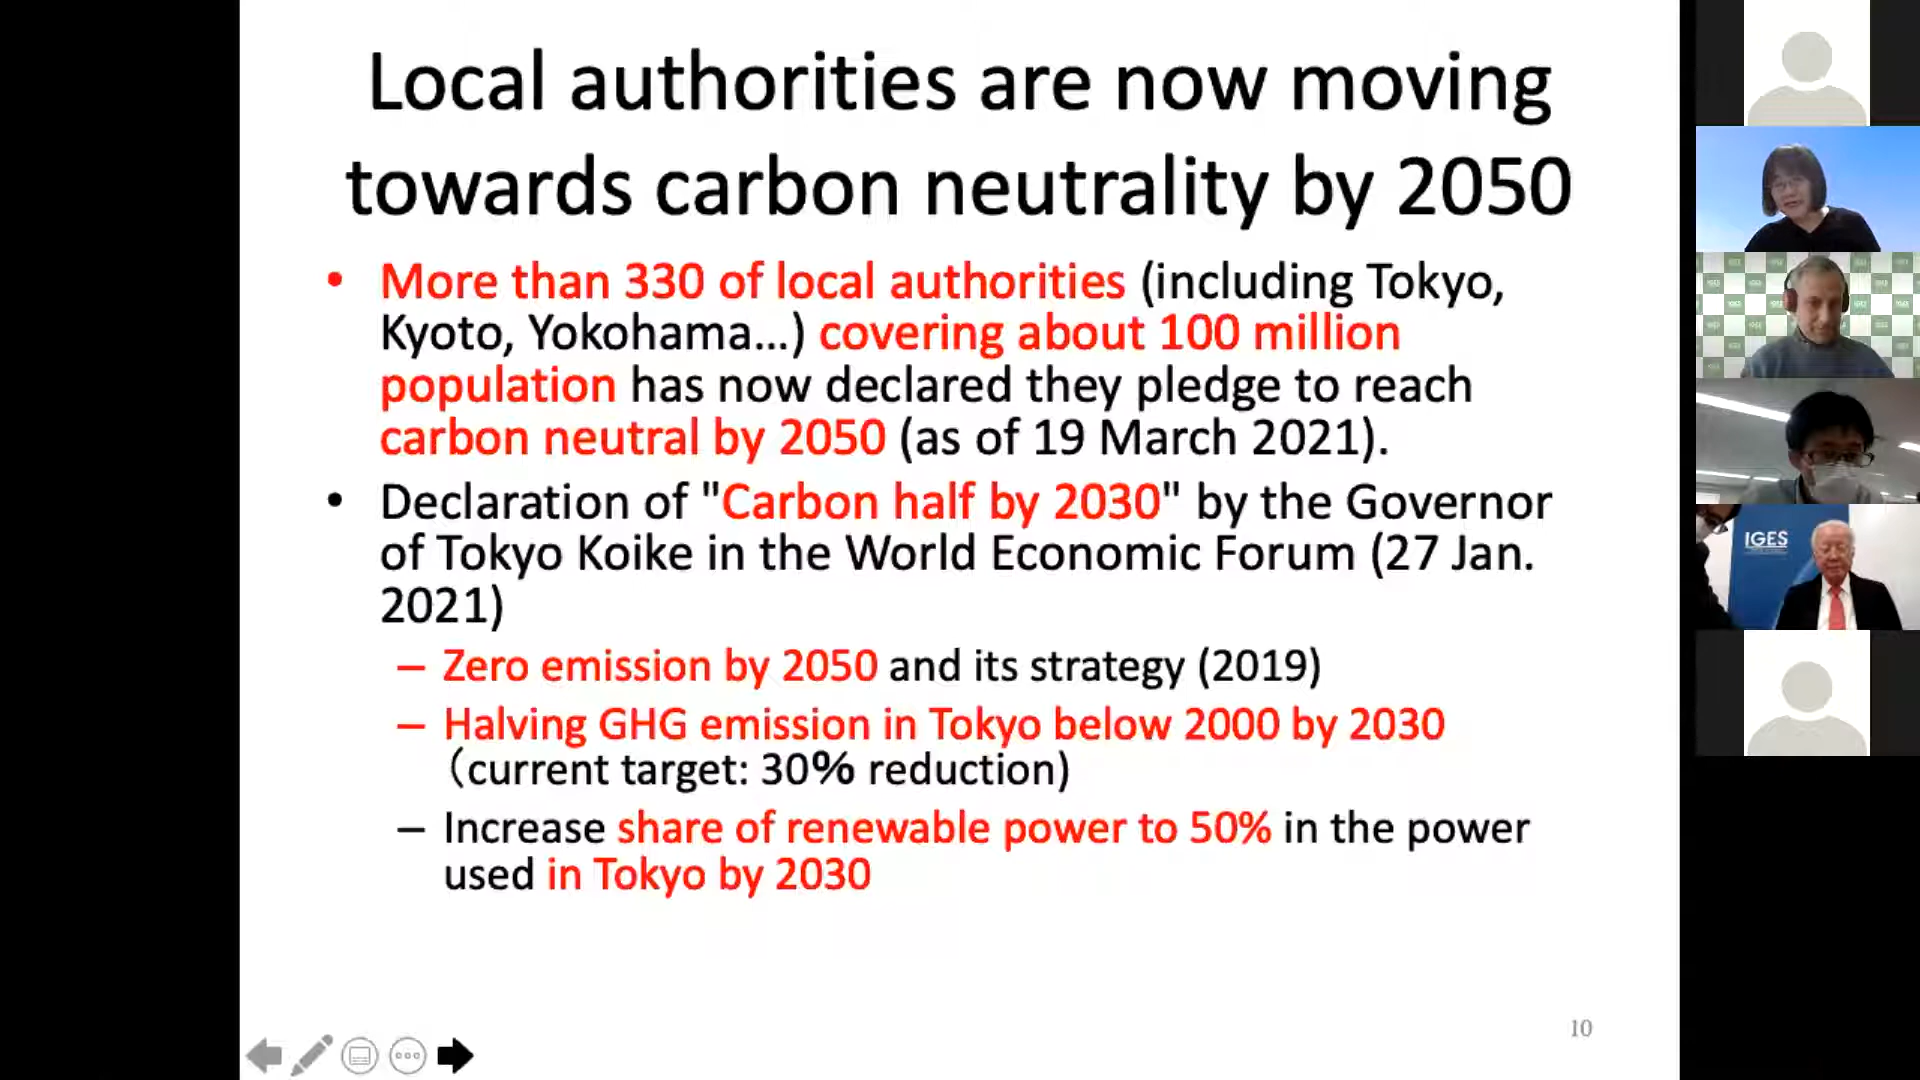 Local authorities are now moving
towards carbon neutrality by 2050
• More than 330 of local authorities (including Tokyo,
Kyoto, Yokohama...) covering about 100 million
population has now declared they pledge to reach
carbon neutral by 2050 (as of 19 March 2021).
• Declaration of "Carbon half by 2030" by the Governor
of Tokyo Koike in the World Economic Forum (27 Jan.
2021)
– Zero emission by 2050 and its strategy (2019)
– Halving GHG emission in Tokyo below 2000 by 2030
（current target: 30% reduction)
– Increase share of renewable power to 50% in the power
used in Tokyo by 2030
10
IGES